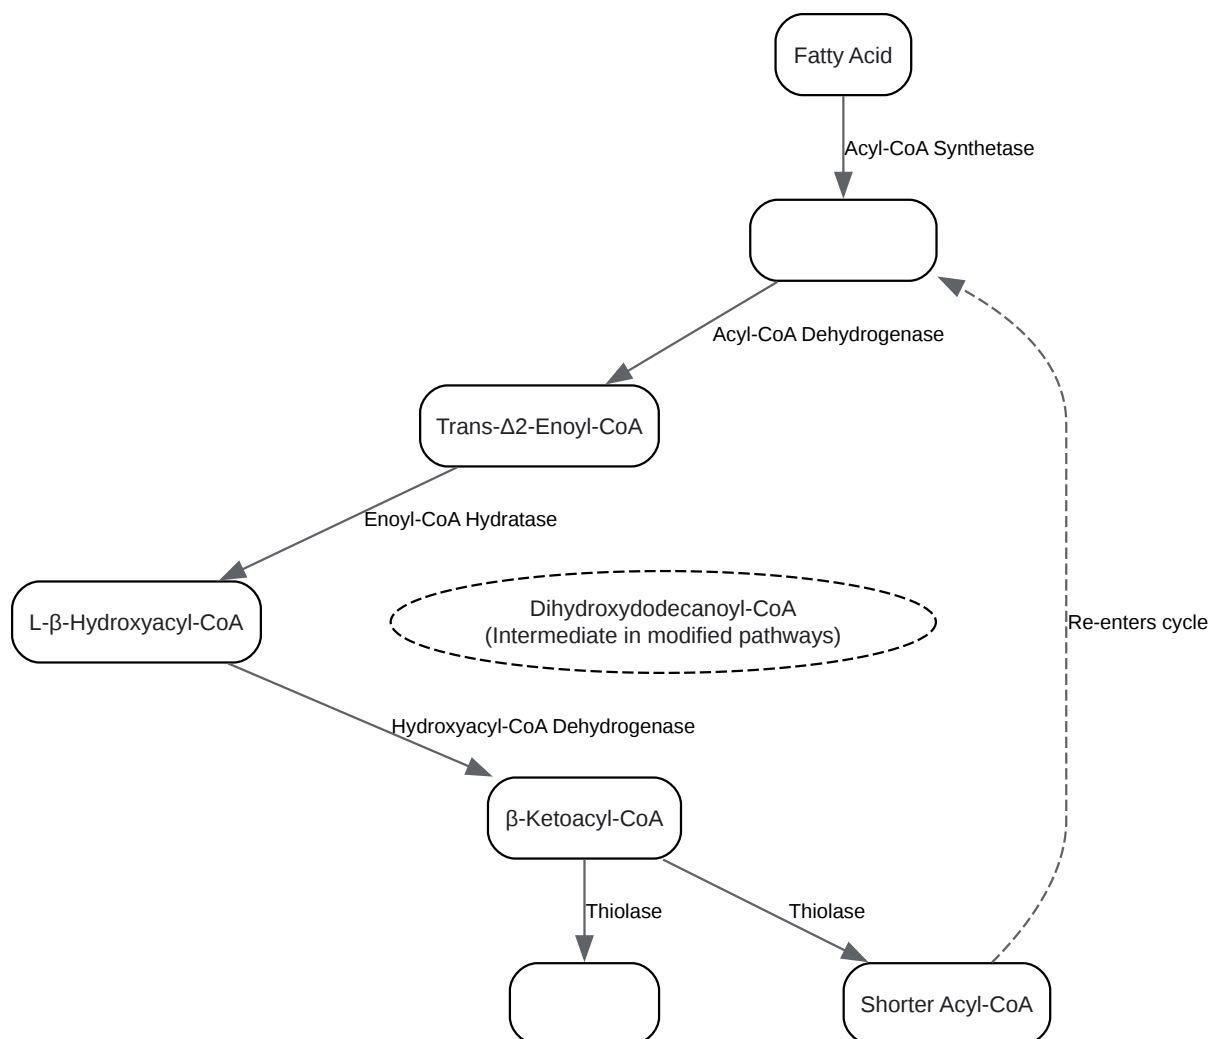 Fatty Acid
Acyl-CoA Synthetase
Acyl-CoA Dehydrogenase
Trans-Δ2-Enoyl-CoA
Enoyl-CoA Hydratase
Dihydroxydodecanoyl-CoA
(Intermediate in modified pathways)
L-β-Hydroxyacyl-CoA
Re-enters cycle
Hydroxyacyl-CoA Dehydrogenase
β-Ketoacyl-CoA
Thiolase
Thiolase
Shorter Acyl-CoA